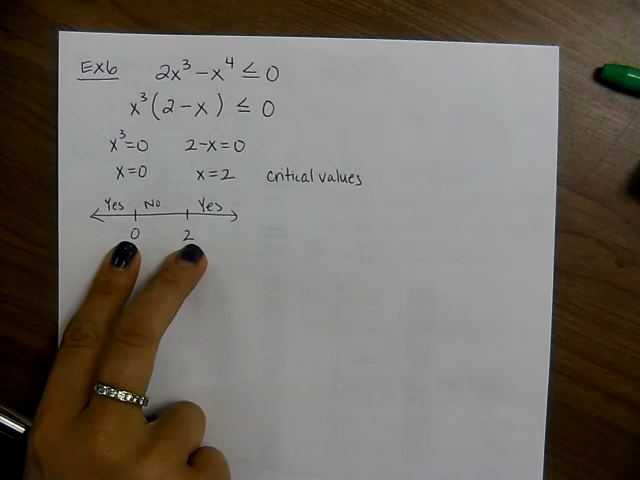 Ex6 2x³ - x⁴ ≤ 0
x³(2 - x) ≤ 0
x³=0 2-x=0
x=0 x=2 critical values
Yes No Yes
0 2